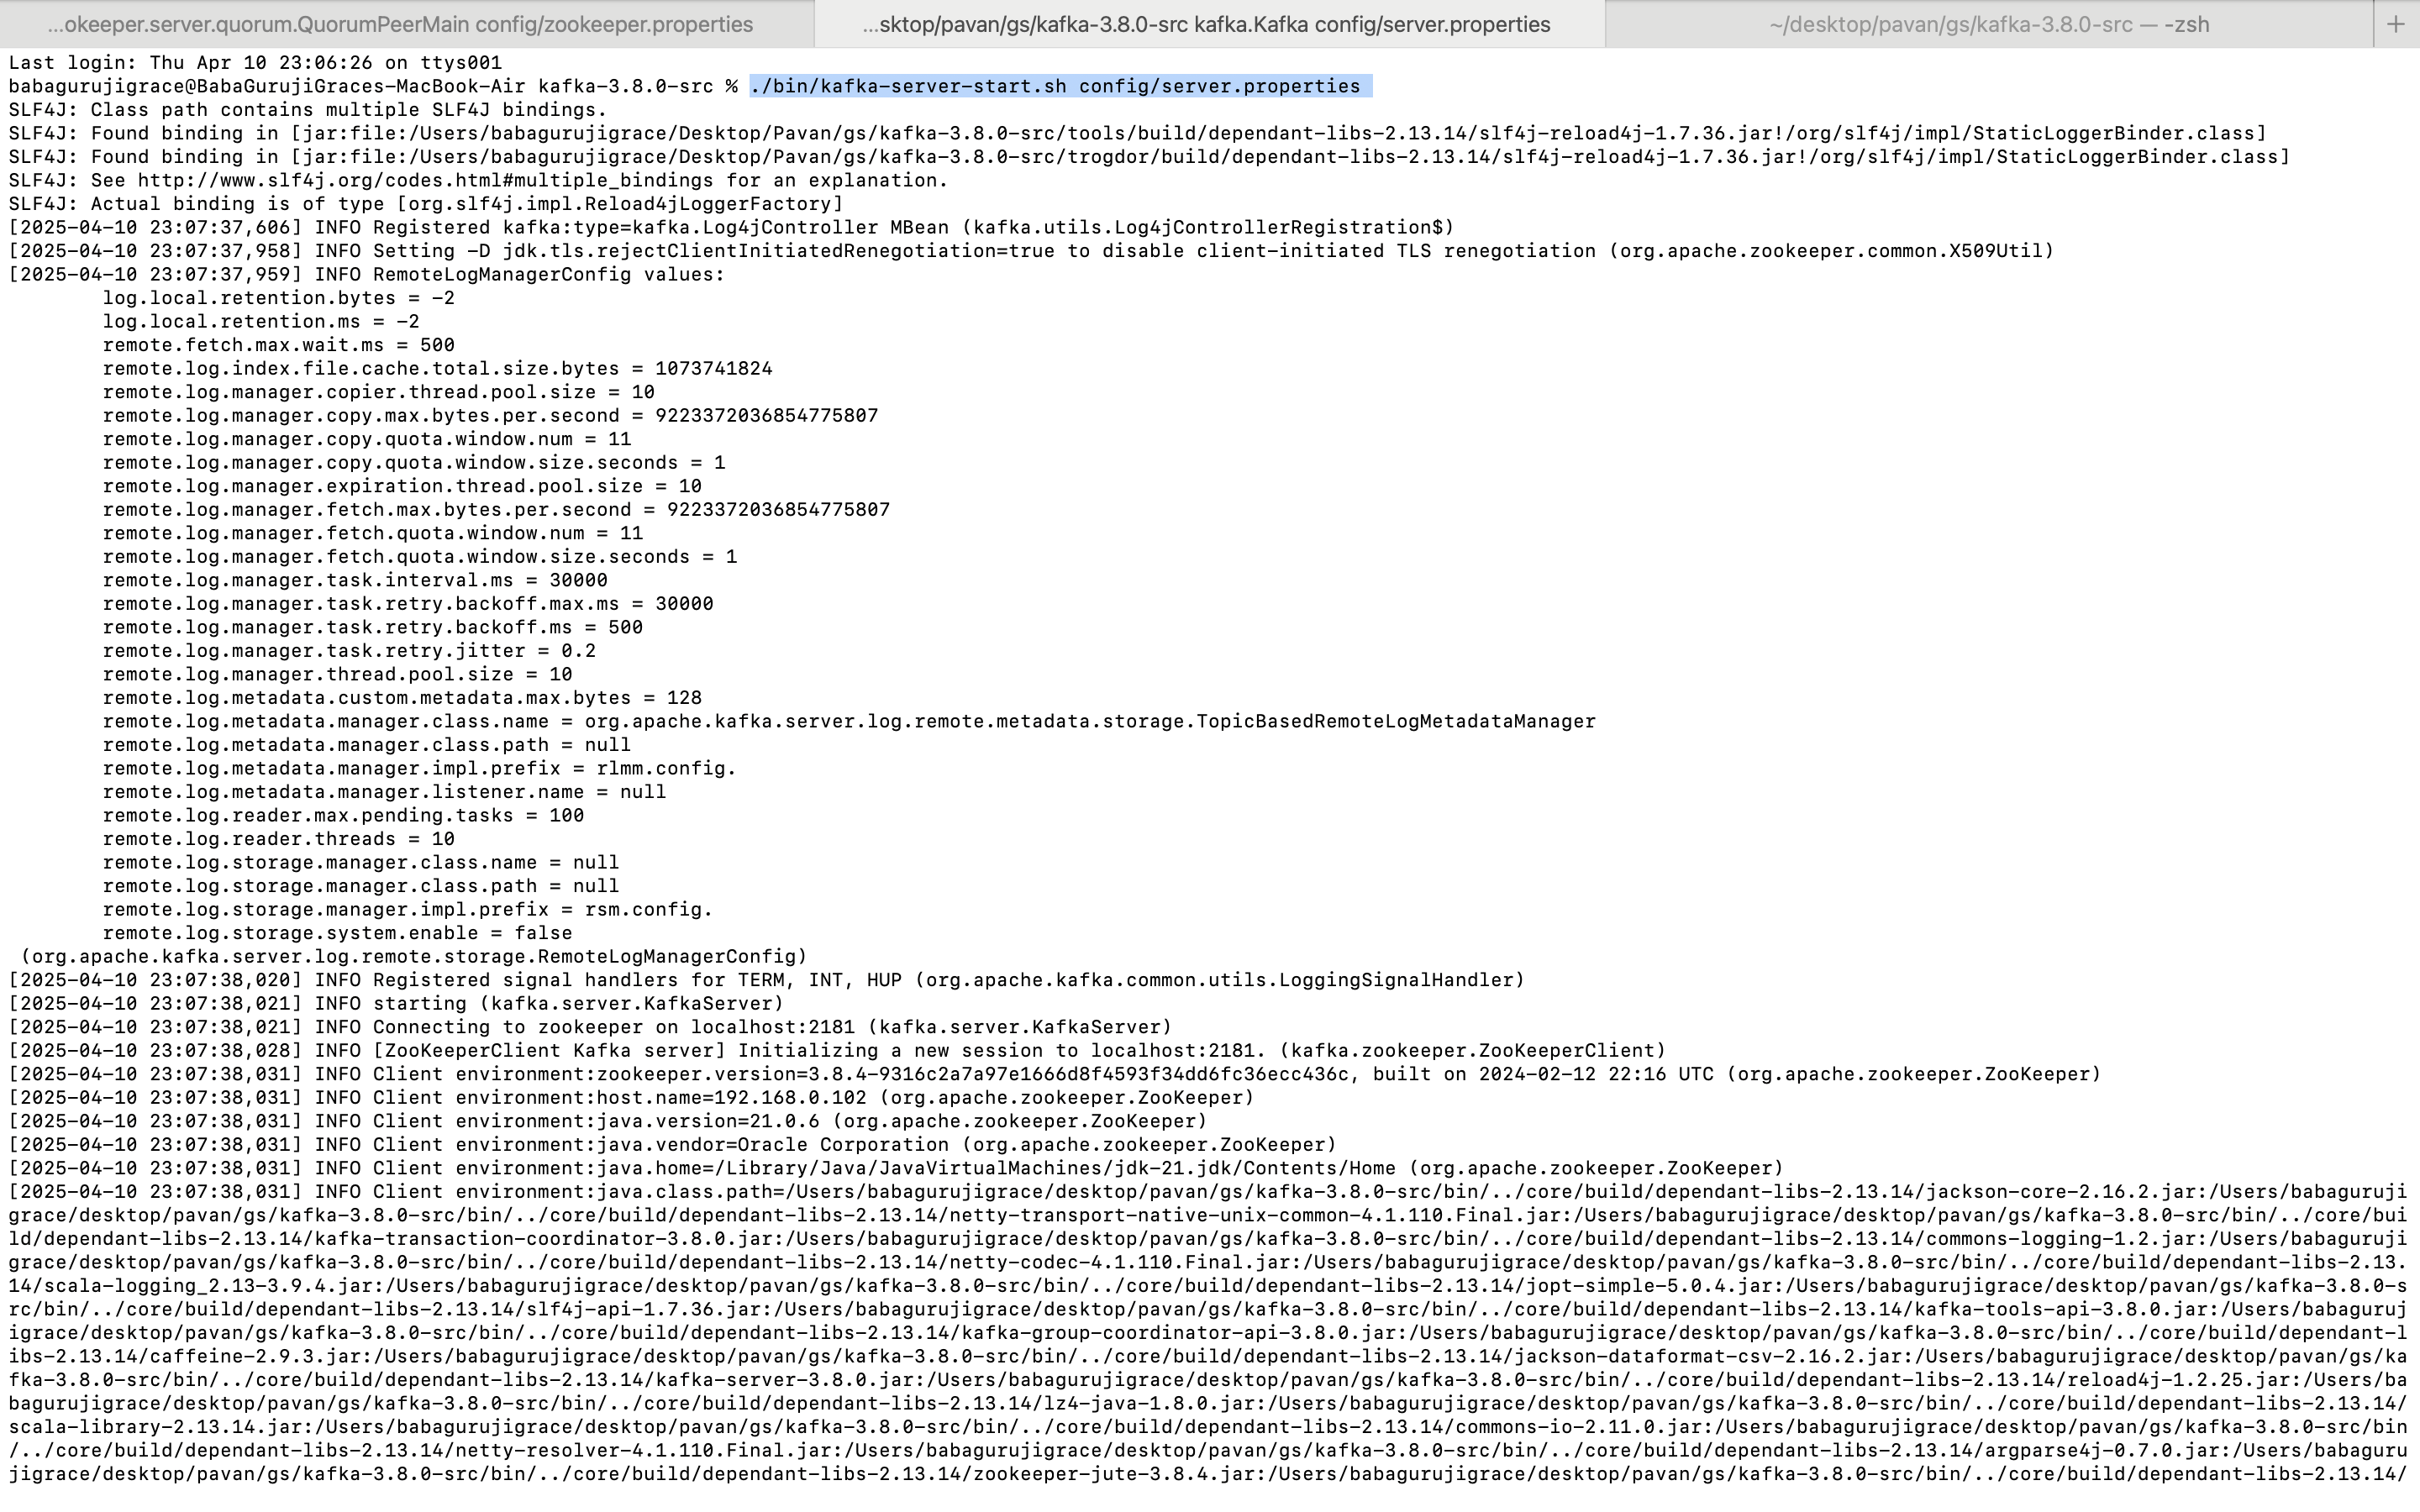 ...okeeper.server.quorum.QuorumPeerMain config/zookeeper.properties
...sktop/pavan/gs/kafka-3.8.0-src kafka.Kafka config/server.properties
~/desktop/pavan/gs/kafka-3.8.0-src — -zsh
+
Last login: Thu Apr 10 23:06:26 on ttys001
babagurujigrace@BabaGurujiGraces-MacBook-Air kafka-3.8.0-src % ./bin/kafka-server-start.sh config/server.properties
SLF4J: Class path contains multiple SLF4J bindings.
SLF4J: Found binding in [jar:file:/Users/babagurujigrace/Desktop/Pavan/gs/kafka-3.8.0-src/tools/build/dependant-libs-2.13.14/slf4j-reload4j-1.7.36.jar!/org/slf4j/impl/StaticLoggerBinder.class]
SLF4J: Found binding in [jar:file:/Users/babagurujigrace/Desktop/Pavan/gs/kafka-3.8.0-src/trogdor/build/dependant-libs-2.13.14/slf4j-reload4j-1.7.36.jar!/org/slf4j/impl/StaticLoggerBinder.class]
SLF4J: See http://www.slf4j.org/codes.html#multiple_bindings for an explanation.
SLF4J: Actual binding is of type [org.slf4j.impl.Reload4jLoggerFactory]
[2025-04-10 23:07:37,606] INFO Registered kafka:type=kafka.Log4jController MBean (kafka.utils.Log4jControllerRegistration$)
[2025-04-10 23:07:37,958] INFO Setting -D jdk.tls.rejectClientInitiatedRenegotiation=true to disable client-initiated TLS renegotiation (org.apache.zookeeper.common.X509Util)
[2025-04-10 23:07:37,959] INFO RemoteLogManagerConfig values:
log.local.retention.bytes = -2
log.local.retention.ms = -2
remote.fetch.max.wait.ms = 500
remote.log.index.file.cache.total.size.bytes = 1073741824
remote.log.manager.copier.thread.pool.size = 10
remote.log.manager.copy.max.bytes.per.second = 9223372036854775807
remote.log.manager.copy.quota.window.num = 11
remote.log.manager.copy.quota.window.size.seconds = 1
remote.log.manager.expiration.thread.pool.size = 10
remote.log.manager.fetch.max.bytes.per.second = 9223372036854775807
remote.log.manager.fetch.quota.window.num = 11
remote.log.manager.fetch.quota.window.size.seconds = 1
remote.log.manager.task.interval.ms = 30000
remote.log.manager.task.retry.backoff.max.ms = 30000
remote.log.manager.task.retry.backoff.ms = 500
remote.log.manager.task.retry.jitter = 0.2
remote.log.manager.thread.pool.size = 10
remote.log.metadata.custom.metadata.max.bytes = 128
remote.log.metadata.manager.class.name = org.apache.kafka.server.log.remote.metadata.storage.TopicBasedRemoteLogMetadataManager
remote.log.metadata.manager.class.path = null
remote.log.metadata.manager.impl.prefix = rlmm.config.
remote.log.metadata.manager.listener.name = null
remote.log.reader.max.pending.tasks = 100
remote.log.reader.threads = 10
remote.log.storage.manager.class.name = null
remote.log.storage.manager.class.path = null
remote.log.storage.manager.impl.prefix = rsm.config.
remote.log.storage.system.enable = false
(org.apache.kafka.server.log.remote.storage.RemoteLogManagerConfig)
[2025-04-10 23:07:38,020] INFO Registered signal handlers for TERM, INT, HUP (org.apache.kafka.common.utils.LoggingSignalHandler)
[2025-04-10 23:07:38,021] INFO starting (kafka.server.KafkaServer)
[2025-04-10 23:07:38,021] INFO Connecting to zookeeper on localhost:2181 (kafka.server.KafkaServer)
[2025-04-10 23:07:38,028] INFO [ZooKeeperClient Kafka server] Initializing a new session to localhost:2181. (kafka.zookeeper.ZooKeeperClient)
[2025-04-10 23:07:38,031] INFO Client environment:zookeeper.version=3.8.4-9316c2a7a97e1666d8f4593f34dd6fc36ecc436c, built on 2024-02-12 22:16 UTC (org.apache.zookeeper.ZooKeeper)
[2025-04-10 23:07:38,031] INFO Client environment:host.name=192.168.0.102 (org.apache.zookeeper.ZooKeeper)
[2025-04-10 23:07:38,031] INFO Client environment:java.version=21.0.6 (org.apache.zookeeper.ZooKeeper)
[2025-04-10 23:07:38,031] INFO Client environment:java.vendor=Oracle Corporation (org.apache.zookeeper.ZooKeeper)
[2025-04-10 23:07:38,031] INFO Client environment:java.home=/Library/Java/JavaVirtualMachines/jdk-21.jdk/Contents/Home (org.apache.zookeeper.ZooKeeper)
[2025-04-10 23:07:38,031] INFO Client environment:java.class.path=/Users/babagurujigrace/desktop/pavan/gs/kafka-3.8.0-src/bin/../core/build/dependant-libs-2.13.14/jackson-core-2.16.2.jar:/Users/babaguruji
grace/desktop/pavan/gs/kafka-3.8.0-src/bin/../core/build/dependant-libs-2.13.14/netty-transport-native-unix-common-4.1.110.Final.jar:/Users/babagurujigrace/desktop/pavan/gs/kafka-3.8.0-src/bin/../core/bui
ld/dependant-libs-2.13.14/kafka-transaction-coordinator-3.8.0.jar:/Users/babagurujigrace/desktop/pavan/gs/kafka-3.8.0-src/bin/../core/build/dependant-libs-2.13.14/commons-logging-1.2.jar:/Users/babaguruji
grace/desktop/pavan/gs/kafka-3.8.0-src/bin/../core/build/dependant-libs-2.13.14/netty-codec-4.1.110.Final.jar:/Users/babagurujigrace/desktop/pavan/gs/kafka-3.8.0-src/bin/../core/build/dependant-libs-2.13.
14/scala-logging_2.13-3.9.4.jar:/Users/babagurujigrace/desktop/pavan/gs/kafka-3.8.0-src/bin/../core/build/dependant-libs-2.13.14/jopt-simple-5.0.4.jar:/Users/babagurujigrace/desktop/pavan/gs/kafka-3.8.0-s
rc/bin/../core/build/dependant-libs-2.13.14/slf4j-api-1.7.36.jar:/Users/babagurujigrace/desktop/pavan/gs/kafka-3.8.0-src/bin/../core/build/dependant-libs-2.13.14/kafka-tools-api-3.8.0.jar:/Users/babaguruj
igrace/desktop/pavan/gs/kafka-3.8.0-src/bin/../core/build/dependant-libs-2.13.14/kafka-group-coordinator-api-3.8.0.jar:/Users/babagurujigrace/desktop/pavan/gs/kafka-3.8.0-src/bin/../core/build/dependant-l
ibs-2.13.14/caffeine-2.9.3.jar:/Users/babagurujigrace/desktop/pavan/gs/kafka-3.8.0-src/bin/../core/build/dependant-libs-2.13.14/jackson-dataformat-csv-2.16.2.jar:/Users/babagurujigrace/desktop/pavan/gs/ka
fka-3.8.0-src/bin/../core/build/dependant-libs-2.13.14/kafka-server-3.8.0.jar:/Users/babagurujigrace/desktop/pavan/gs/kafka-3.8.0-src/bin/../core/build/dependant-libs-2.13.14/reload4j-1.2.25.jar:/Users/ba
bagurujigrace/desktop/pavan/gs/kafka-3.8.0-src/bin/../core/build/dependant-libs-2.13.14/lz4-java-1.8.0.jar:/Users/babagurujigrace/desktop/pavan/gs/kafka-3.8.0-src/bin/../core/build/dependant-libs-2.13.14/
scala-library-2.13.14.jar:/Users/babagurujigrace/desktop/pavan/gs/kafka-3.8.0-src/bin/../core/build/dependant-libs-2.13.14/commons-io-2.11.0.jar:/Users/babagurujigrace/desktop/pavan/gs/kafka-3.8.0-src/bin
/../core/build/dependant-libs-2.13.14/netty-resolver-4.1.110.Final.jar:/Users/babagurujigrace/desktop/pavan/gs/kafka-3.8.0-src/bin/../core/build/dependant-libs-2.13.14/argparse4j-0.7.0.jar:/Users/babaguru
jigrace/desktop/pavan/gs/kafka-3.8.0-src/bin/../core/build/dependant-libs-2.13.14/zookeeper-jute-3.8.4.jar:/Users/babagurujigrace/desktop/pavan/gs/kafka-3.8.0-src/bin/../core/build/dependant-libs-2.13.14/